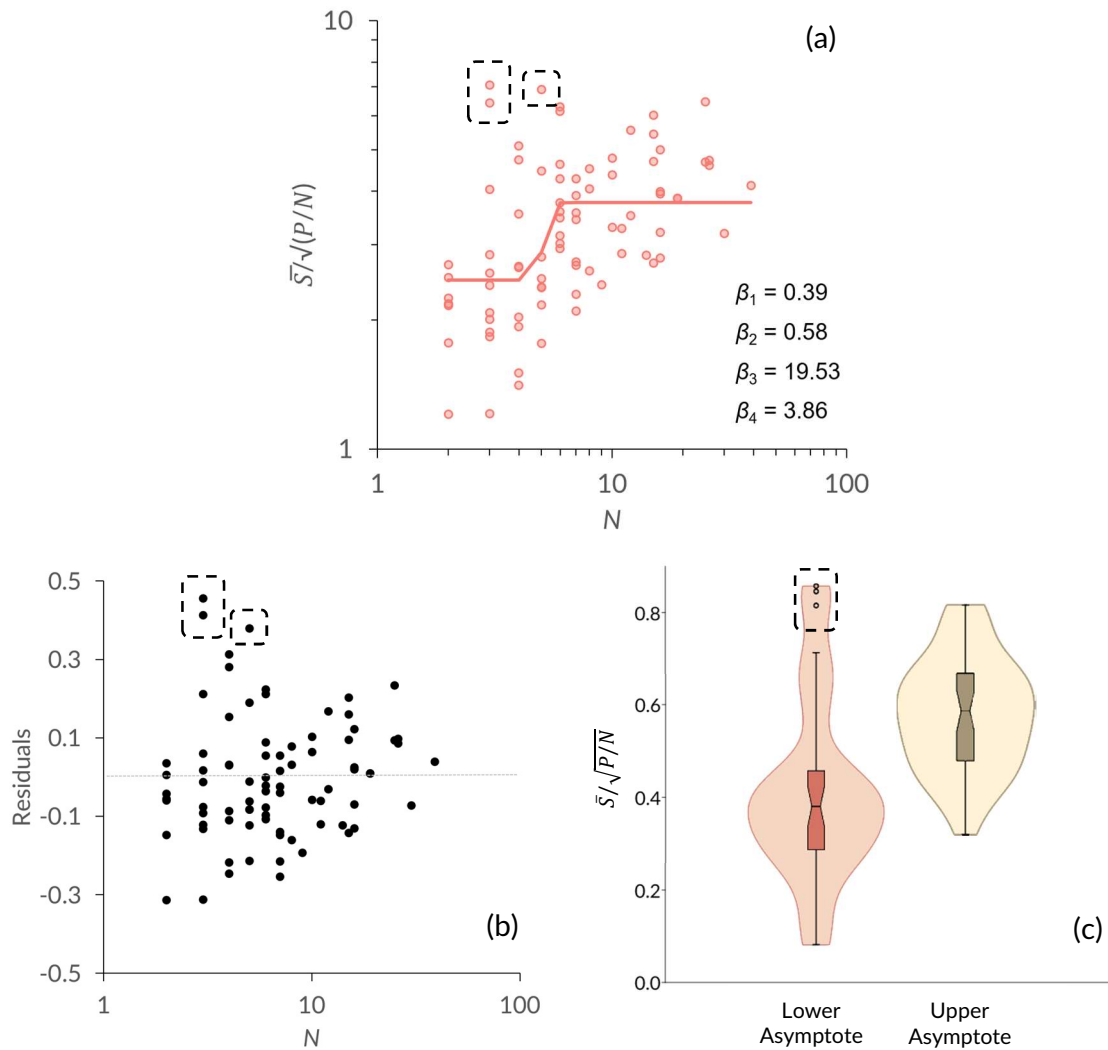 (a)
10
1
S̄/√(P/N)
β₁ = 0.39
β₂ = 0.58
β₃ = 19.53
β₄ = 3.86
1
10
100
N
(b)
0.5
0.3
0.1
-0.1
-0.3
-0.5
Residuals
1
10
100
N
(c)
0.8
0.6
0.4
0.2
0.0
S̄/√P/N̄
Lower
Asymptote
Upper
Asymptote